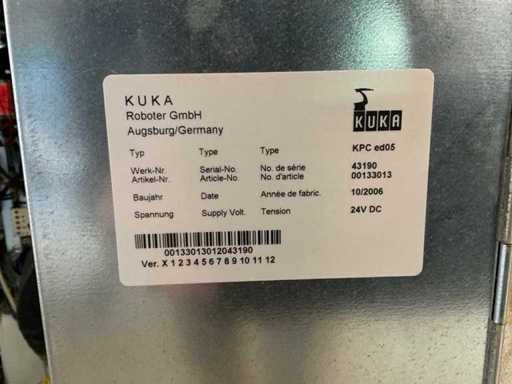 KUKA
Roboter GmbH
Augsburg/Germany
KUKA
Typ Type Type KPC ed05
Werk-Nr. Serial-No. No. de série 43190
Artikel-Nr. Article-No. No. d'article 00133013
Baujahr Date Année de fabric. 10/2006
Spannung Supply Volt. Tension 24V DC
00133013012043190
Ver. X 1 2 3 4 5 6 7 8 9 10 11 12